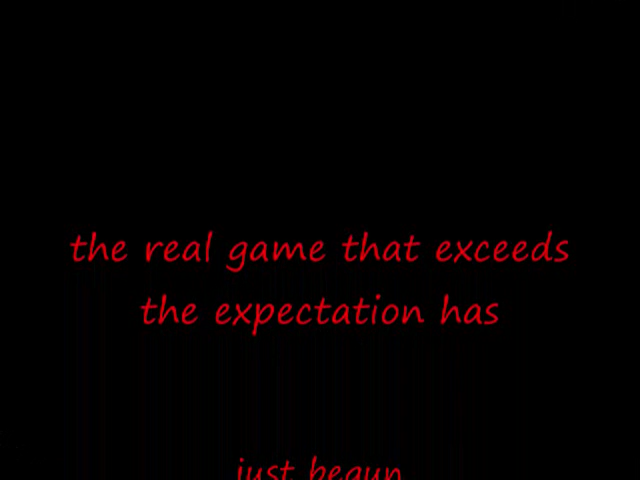 the real game that exceeds
the expectation has
just begun